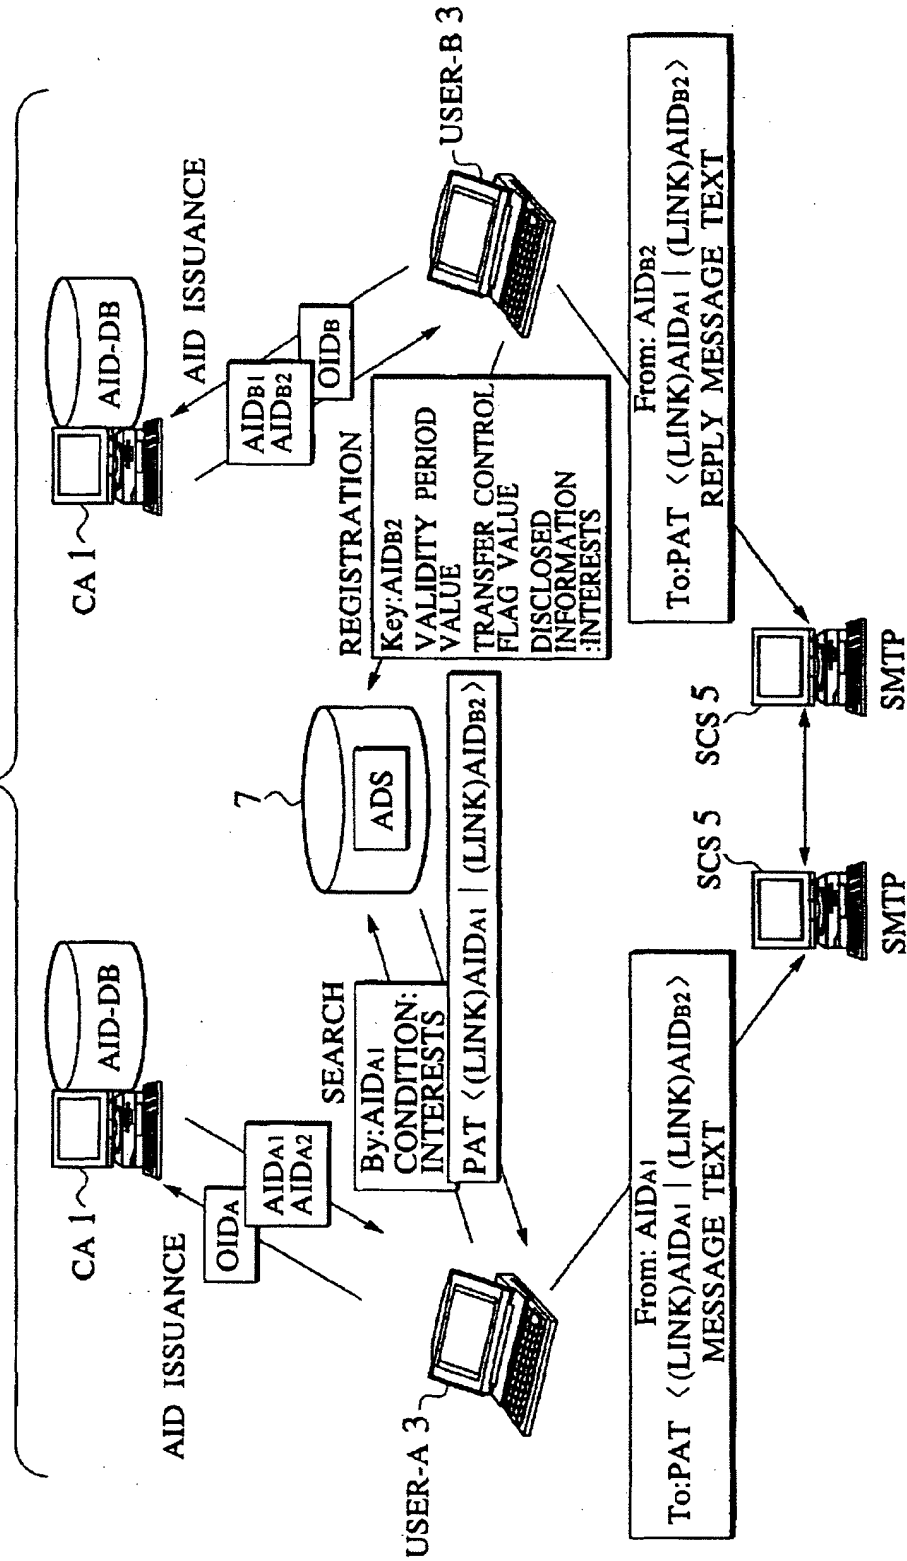 CA 1
AID-DB
AID ISSUANCE
OIDA
AIDA1
AIDA2
USER-A 3
SEARCH
By:AIDA1
CONDITION:
INTERESTS
PAT <(LINK)AIDA1 | (LINK)AIDB2>
7
ADS
CA 1
AID-DB
AID ISSUANCE
AIDB1
AIDB2
OIDB
USER-B 3
REGISTRATION
Key:AIDB2
VALIDITY PERIOD
VALUE
TRANSFER CONTROL
FLAG VALUE
DISCLOSED
INFORMATION
:INTERESTS
From: AIDA1
To:PAT <(LINK)AIDA1 | (LINK)AIDB2>
MESSAGE TEXT
SCS 5
SMTP
SCS 5
SMTP
From: AIDB2
To:PAT <(LINK)AIDA1 | (LINK)AIDB2>
REPLY MESSAGE TEXT